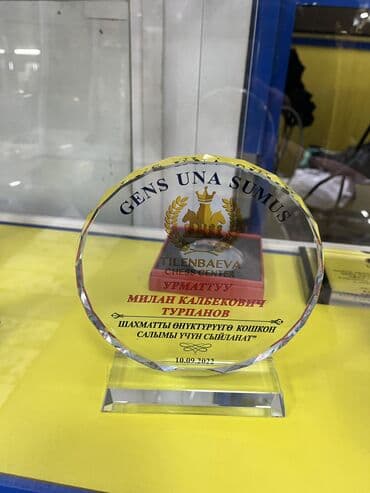 GENS UNA SUMUS
TILENBAEVA
CHESS CENTER
УРМАТТУУ
МИЛАН КАЛБЕКОВИЧ
ТУРПАНОВ
ШАХМАТТЫ ӨНҮКТҮРҮҮГӨ КОШКОН
САЛЫМЫ ҮЧҮН СЫЙЛАНАТ"
10.09.2022